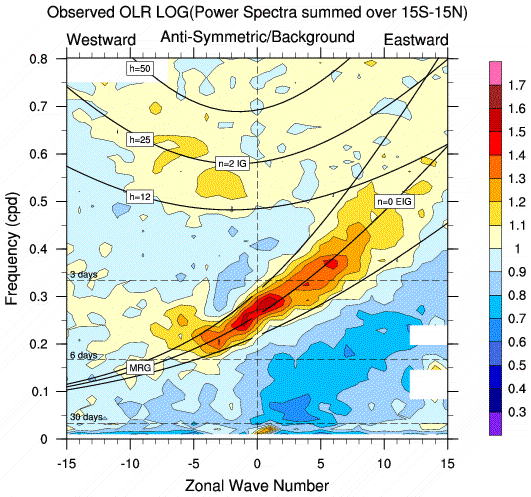 Observed OLR LOG(Power Spectra summed over 15S-15N)
Westward Anti-Symmetric/Background Eastward
Frequency (cpd)
0.8
0.7
0.6
0.5
0.4
0.3
0.2
0.1
0
h=50
h=25
n=2 IG
h=12
n=0 EIG
3 days
6 days
MRG
30 days
-15 -10 -5 0 5 10 15
Zonal Wave Number
1.7
1.6
1.5
1.4
1.3
1.2
1.1
1
0.9
0.8
0.7
0.6
0.5
0.4
0.3